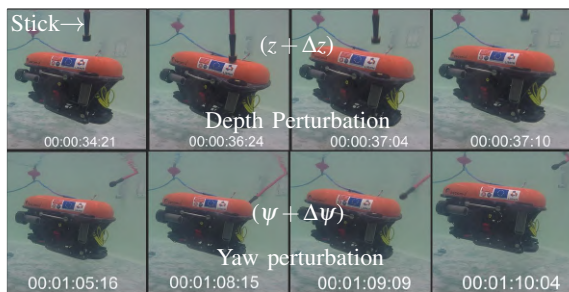 Stick→
(z + Δz)
Depth Perturbation
00:00:34:21 00:00:36:24 00:00:37:04 00:00:37:10
(ψ + Δψ)
Yaw perturbation
00:01:05:16 00:01:08:15 00:01:09:09 00:01:10:04